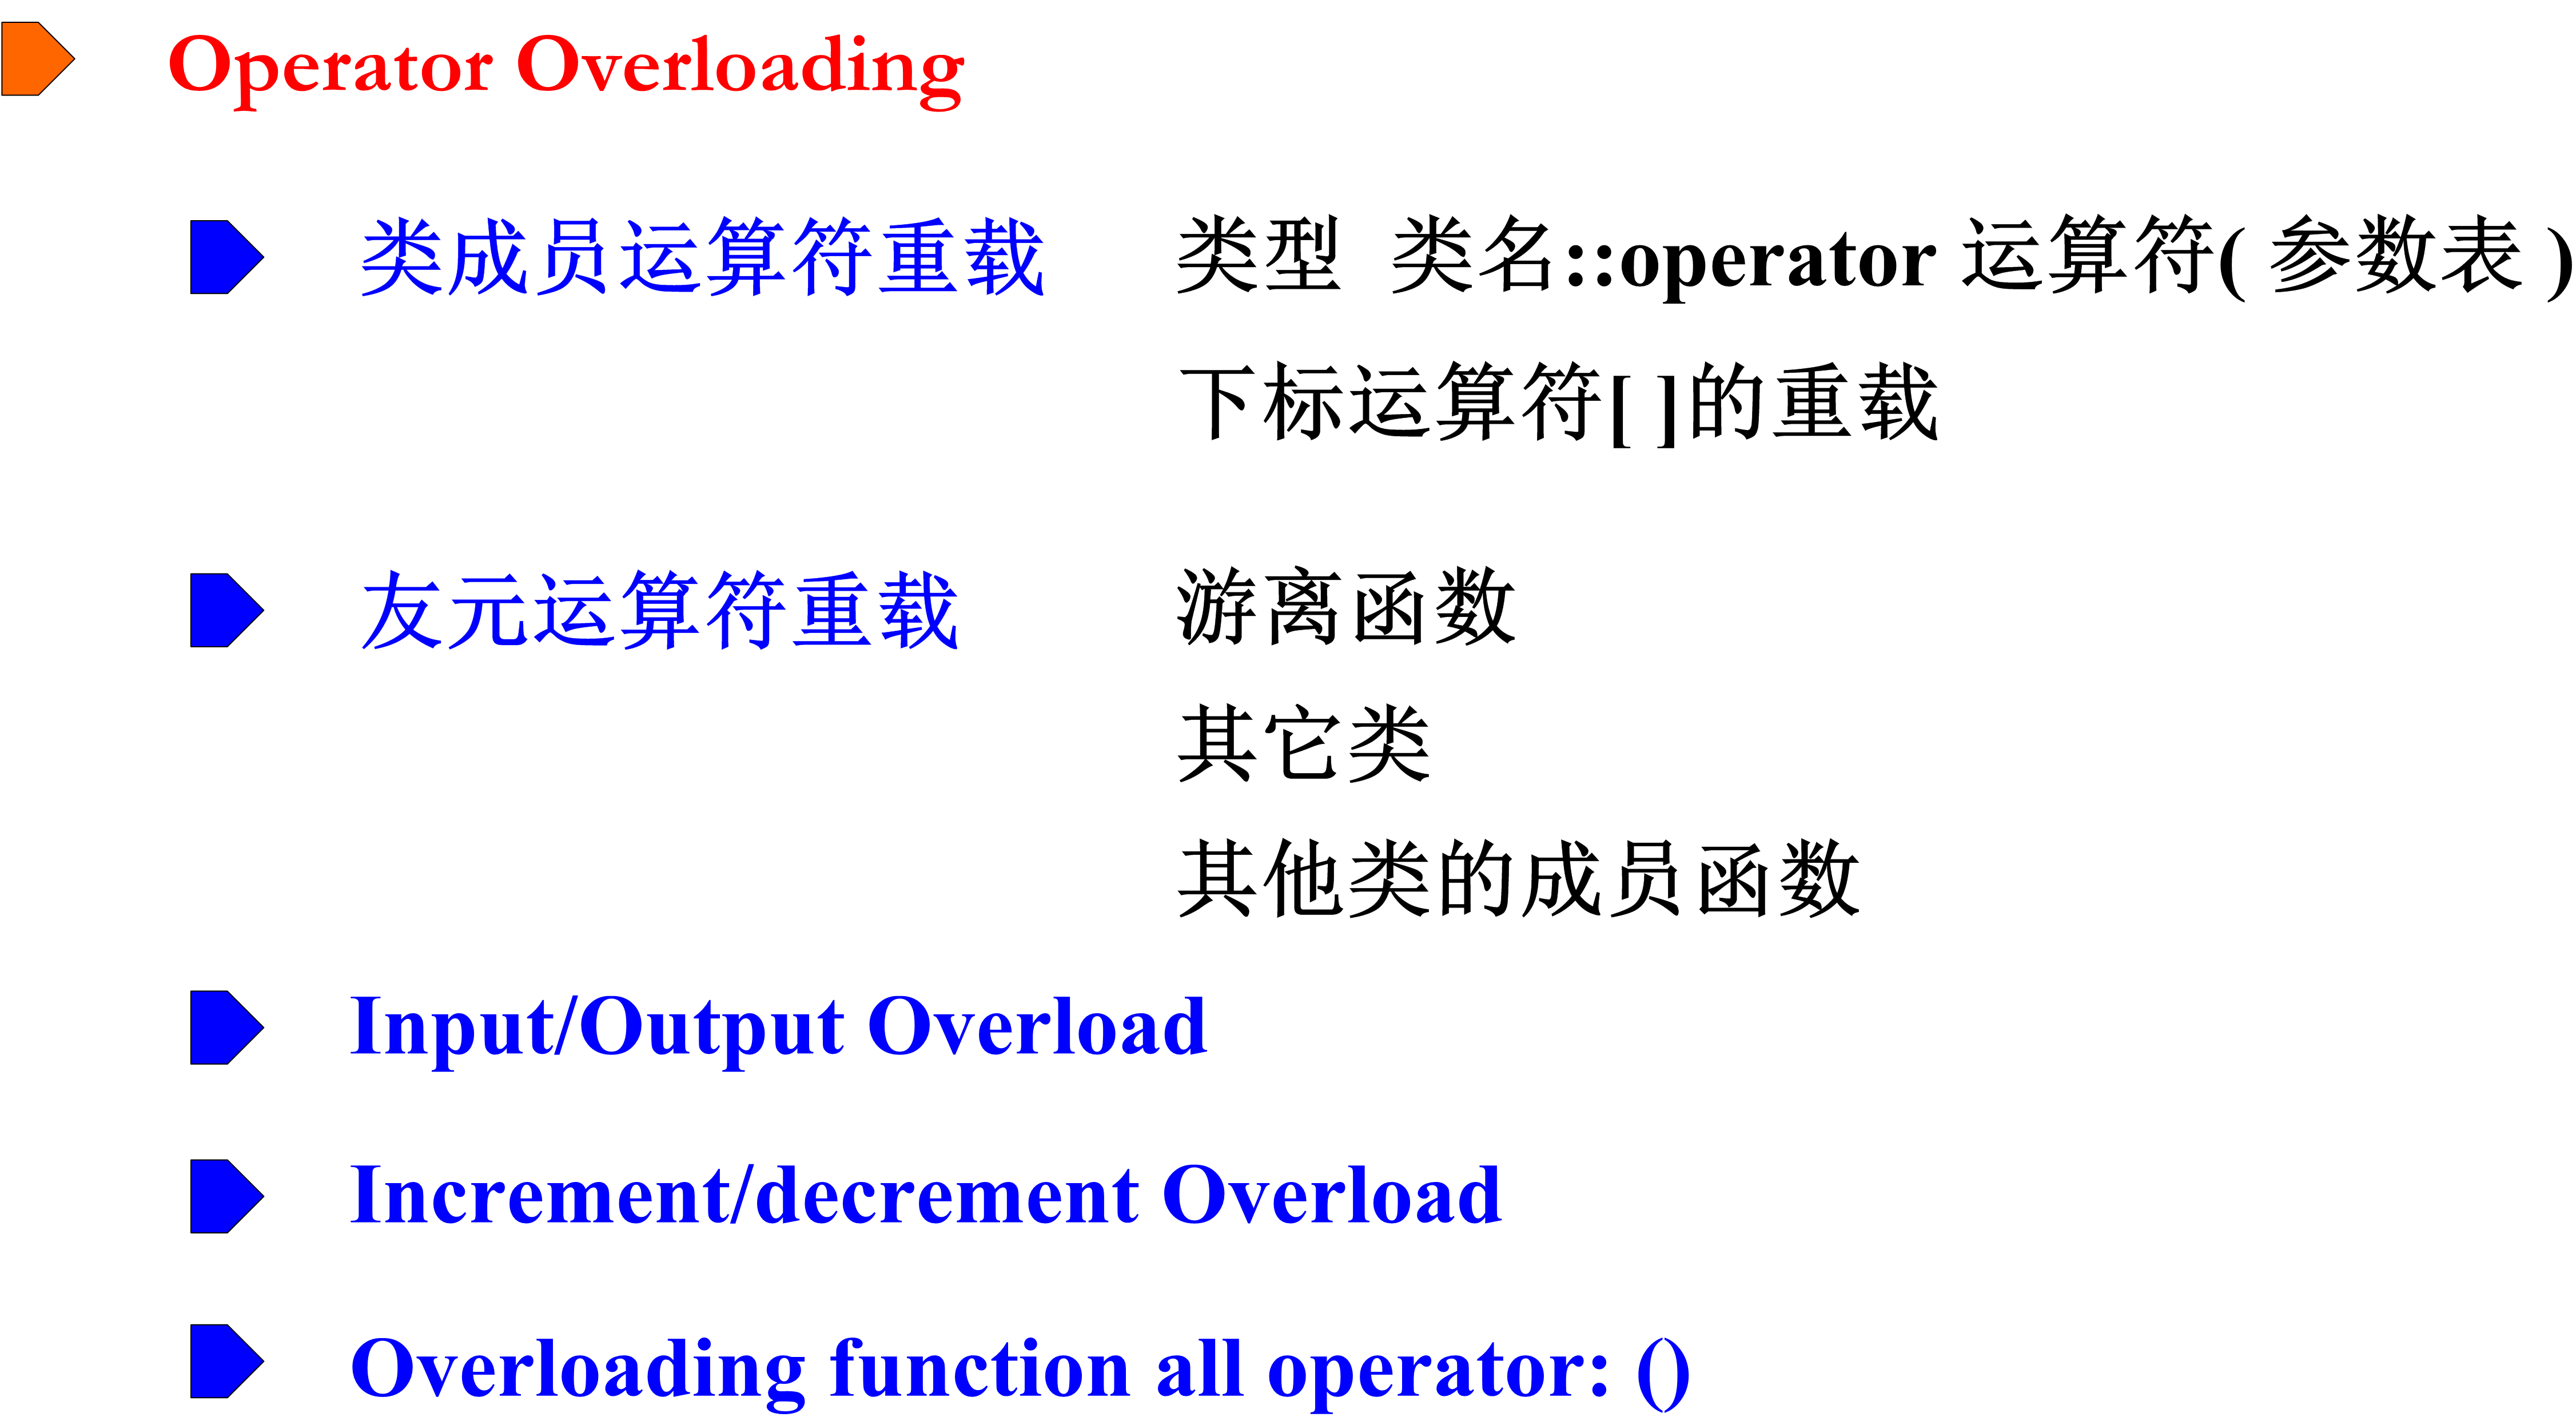 Operator Overloading
类成员运算符重载 类型 类名::operator 运算符( 参数表 )
下标运算符[ ]的重载
友元运算符重载 游离函数
其它类
其他类的成员函数
Input/Output Overload
Increment/decrement Overload
Overloading function all operator: ()